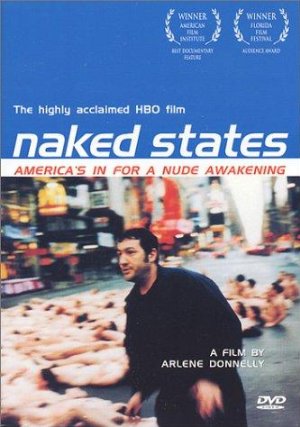 WINNER
AMERICAN
FILM
INSTITUTE
BEST DOCUMENTARY
FEATURE
WINNER
FLORIDA
FILM
FESTIVAL
AUDIENCE AWARD
The highly acclaimed HBO film
naked states
AMERICA'S IN FOR A NUDE AWAKENING
A FILM BY
ARLENE DONNELLY
DVD